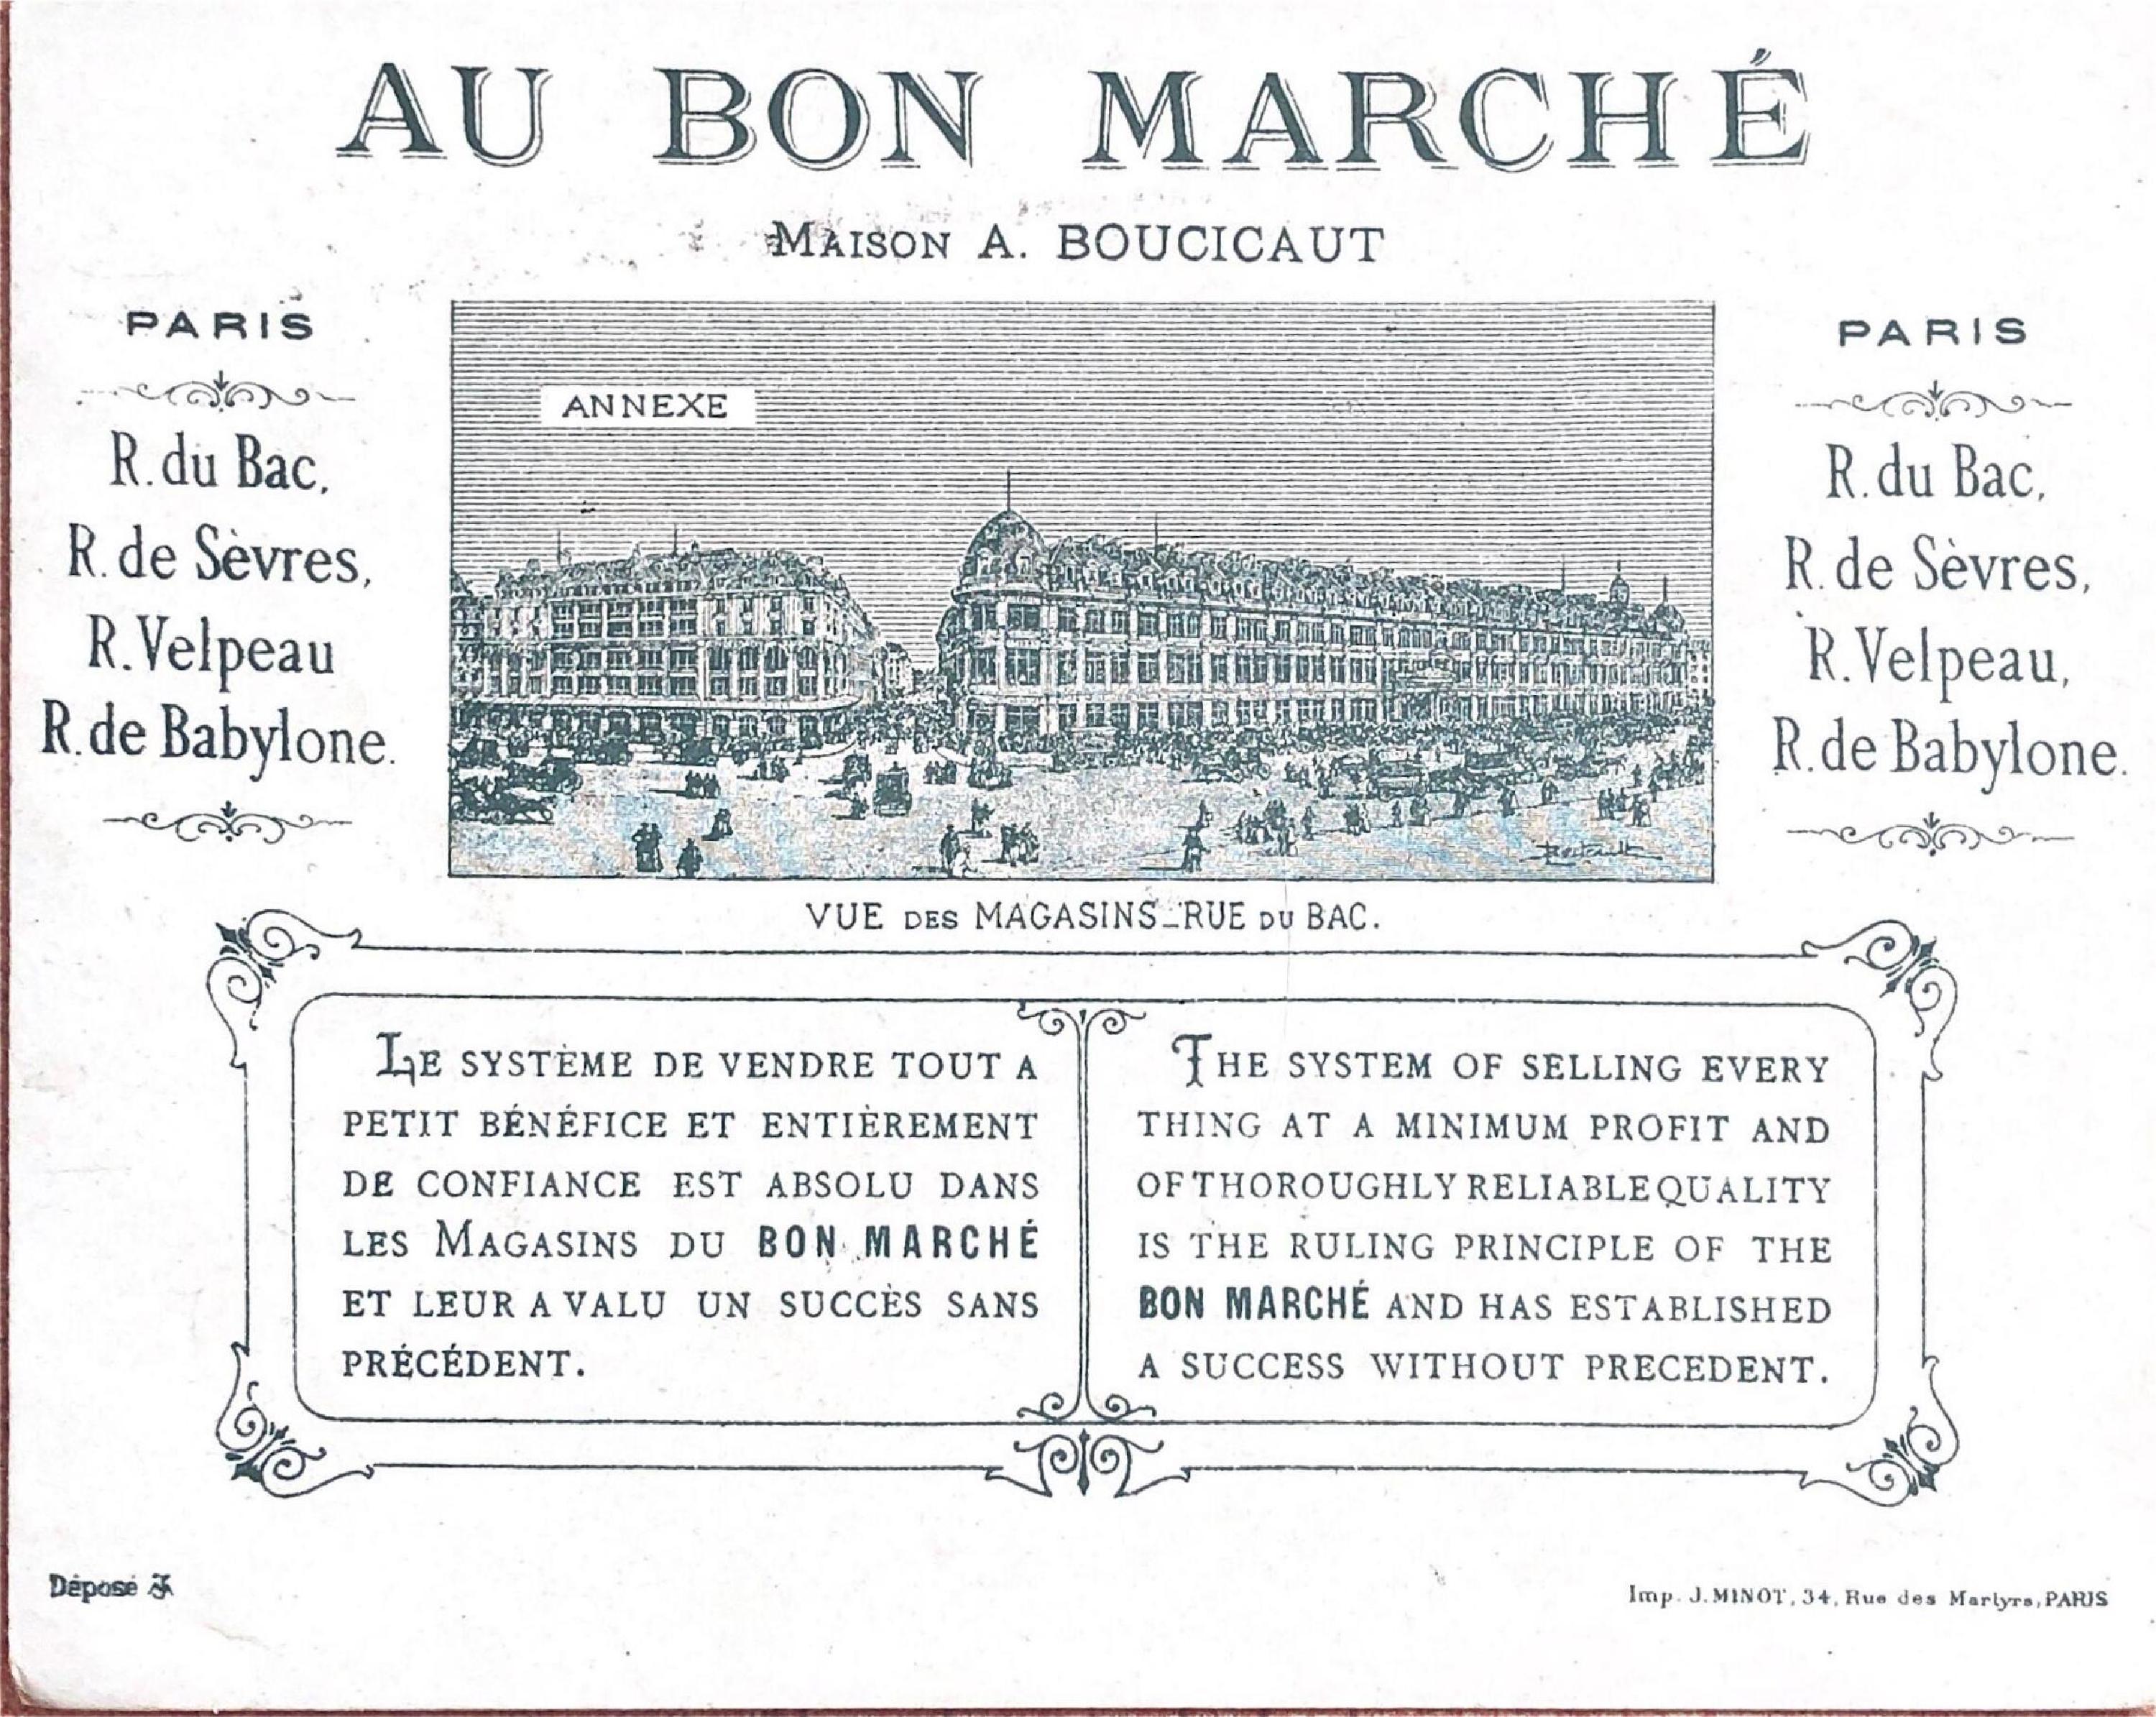 AU BON MARCHÉ
MAISON A. BOUCICAUT
PARIS
R. du Bac,
R. de Sèvres,
R. Velpeau
R. de Babylone.
ANNEXE
PARIS
R. du Bac,
R. de Sèvres,
R. Velpeau,
R. de Babylone.
VUE DES MAGASINS_RUE DU BAC.
LE SYSTÈME DE VENDRE TOUT A
PETIT BÉNÉFICE ET ENTIÈREMENT
DE CONFIANCE EST ABSOLU DANS
LES MAGASINS DU BON MARCHÉ
ET LEUR A VALU UN SUCCÈS SANS
PRÉCÉDENT.
THE SYSTEM OF SELLING EVERY
THING AT A MINIMUM PROFIT AND
OF THOROUGHLY RELIABLE QUALITY
IS THE RULING PRINCIPLE OF THE
BON MARCHÉ AND HAS ESTABLISHED
A SUCCESS WITHOUT PRECEDENT.
Déposé
Imp. J. MINOT, 34, Rue des Martyrs, PARIS